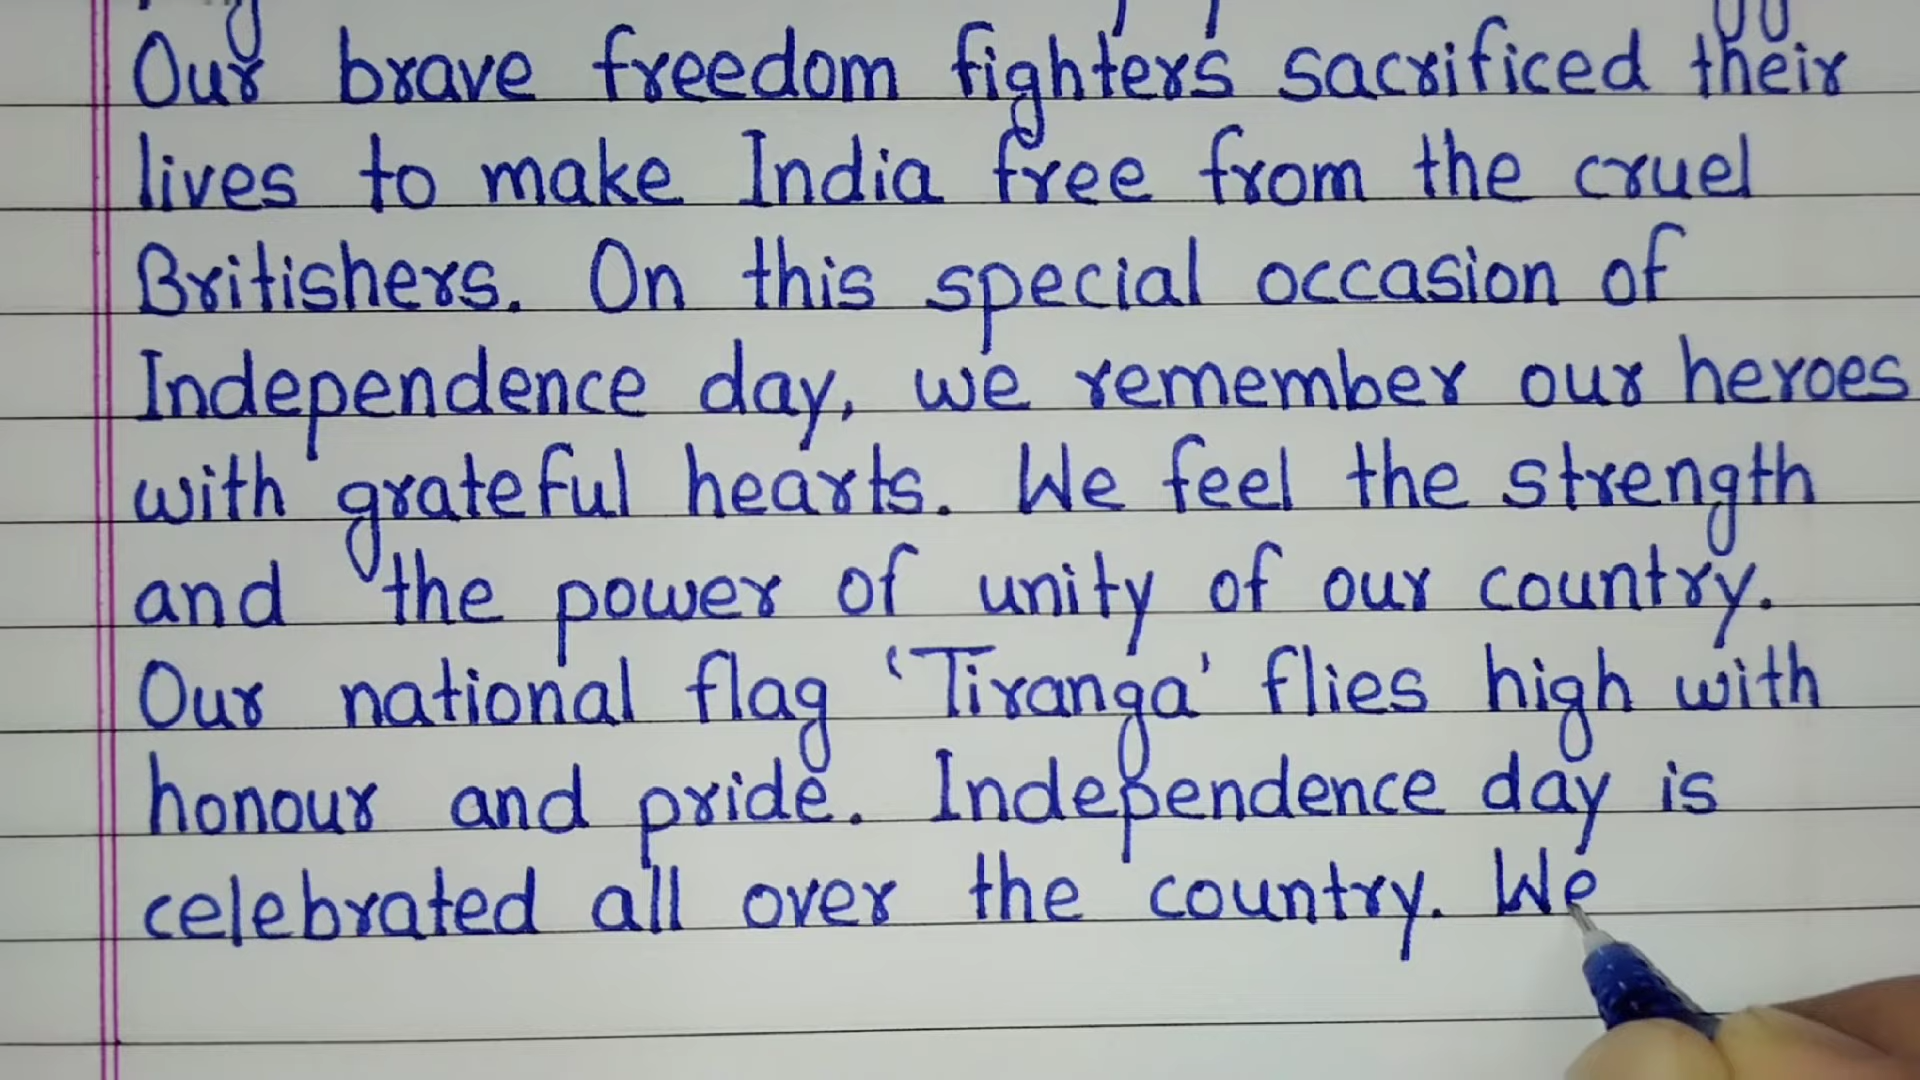 Our brave freedom fighters sacrificed their
lives to make India free from the cruel
Britishers. On this special occasion of
Independence day, we remember our heroes
with grateful hearts. We feel the strength
and the power of unity of our country.
Our national flag 'Tiranga' flies high with
honour and pride. Independence day is
celebrated all over the country. We